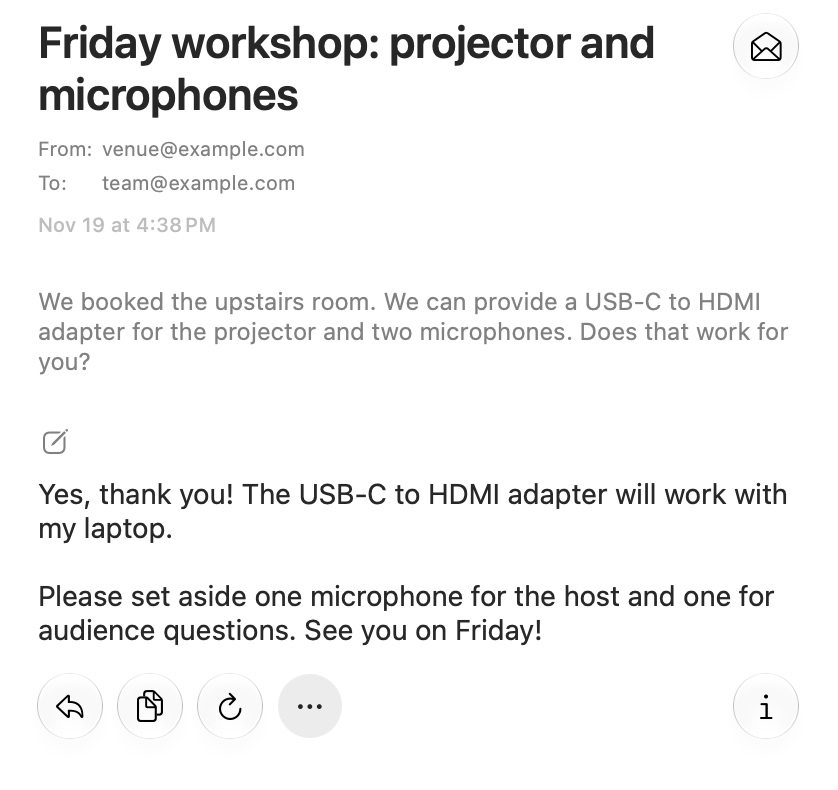 Friday workshop: projector and
microphones
From: venue@example.com
To: team@example.com
Nov 19 at 4:38 PM
We booked the upstairs room. We can provide a USB-C to HDMI
adapter for the projector and two microphones. Does that work for
you?
Yes, thank you! The USB-C to HDMI adapter will work with
my laptop.
Please set aside one microphone for the host and one for
audience questions. See you on Friday!